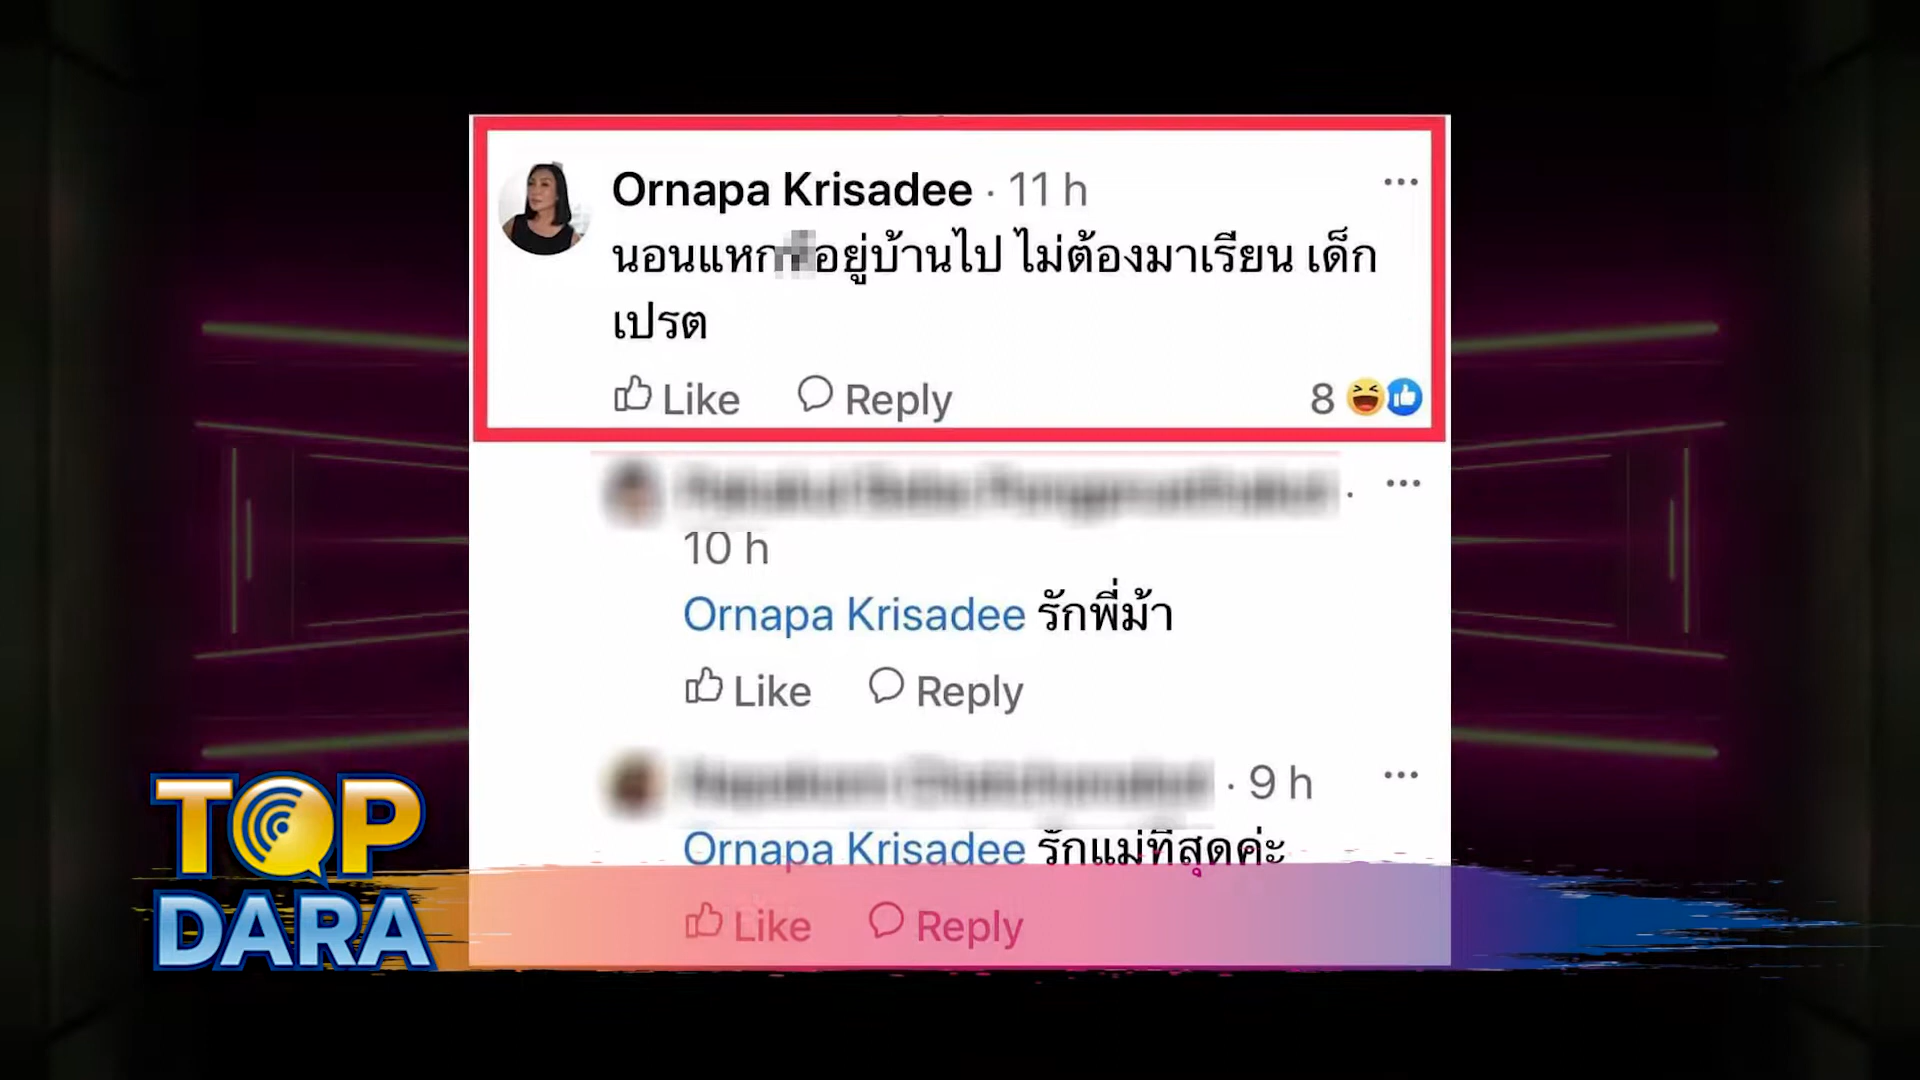 Ornapa Krisadee · 11 h
นอนแหก อยู่บ้านไป ไม่ต้องมาเรียน เด็ก
เปรต
Like Reply 8
10 h
Ornapa Krisadee รักพี่ม้า
Like Reply
· 9 h
Ornapa Krisadee รักแม่ที่สุดค่ะ
Like Reply
TOP
DARA